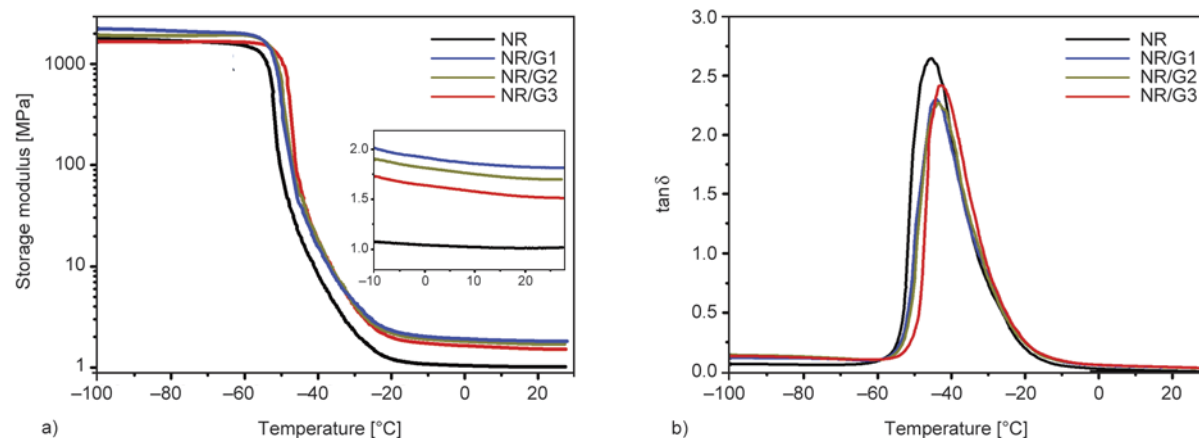 1000
100
10
1
Storage modulus [MPa]
NR
NR/G1
NR/G2
NR/G3
2.0
1.5
1.0
–10 0 10 20
–100 –80 –60 –40 –20 0 20
a) Temperature [°C]
3.0
2.5
2.0
1.5
1.0
0.5
0.0
tanδ
NR
NR/G1
NR/G2
NR/G3
–100 –80 –60 –40 –20 0 20
b) Temperature [°C]